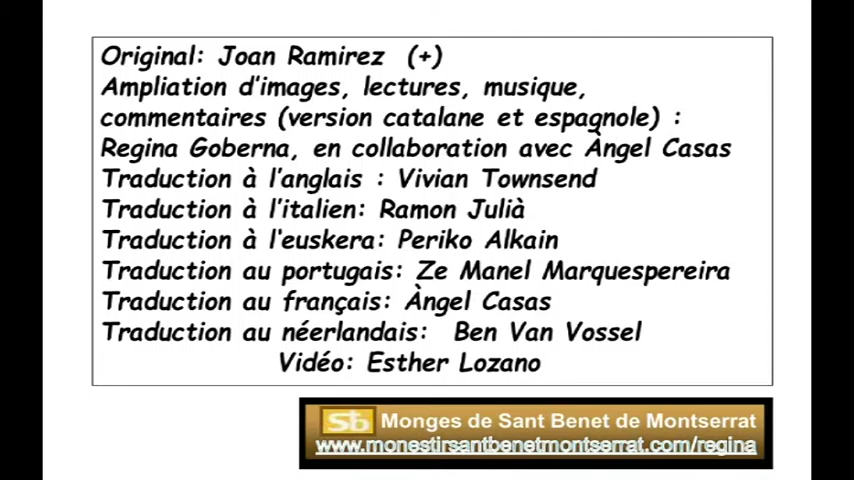 Original: Joan Ramirez (+)
Ampliation d'images, lectures, musique,
commentaires (version catalane et espagnole) :
Regina Goberna, en collaboration avec Àngel Casas
Traduction à l'anglais : Vivian Townsend
Traduction à l'italien: Ramon Julià
Traduction à l'euskera: Periko Alkain
Traduction au portugais: Ze Manel Marquespereira
Traduction au français: Àngel Casas
Traduction au néerlandais: Ben Van Vossel
Vidéo: Esther Lozano
Sb Monges de Sant Benet de Montserrat
www.monestirsantbenetmontserrat.com/regina